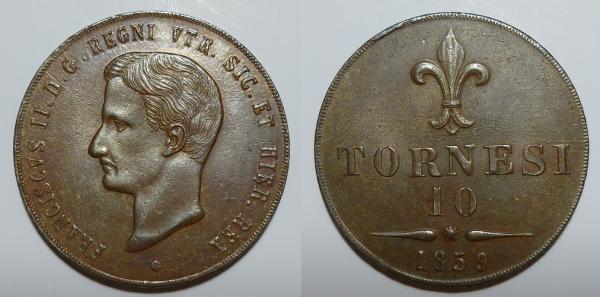 FRANCISCVS II. D. G. REGNI VTR. SIC. ET HIER. REX
TORNESI
10
1859